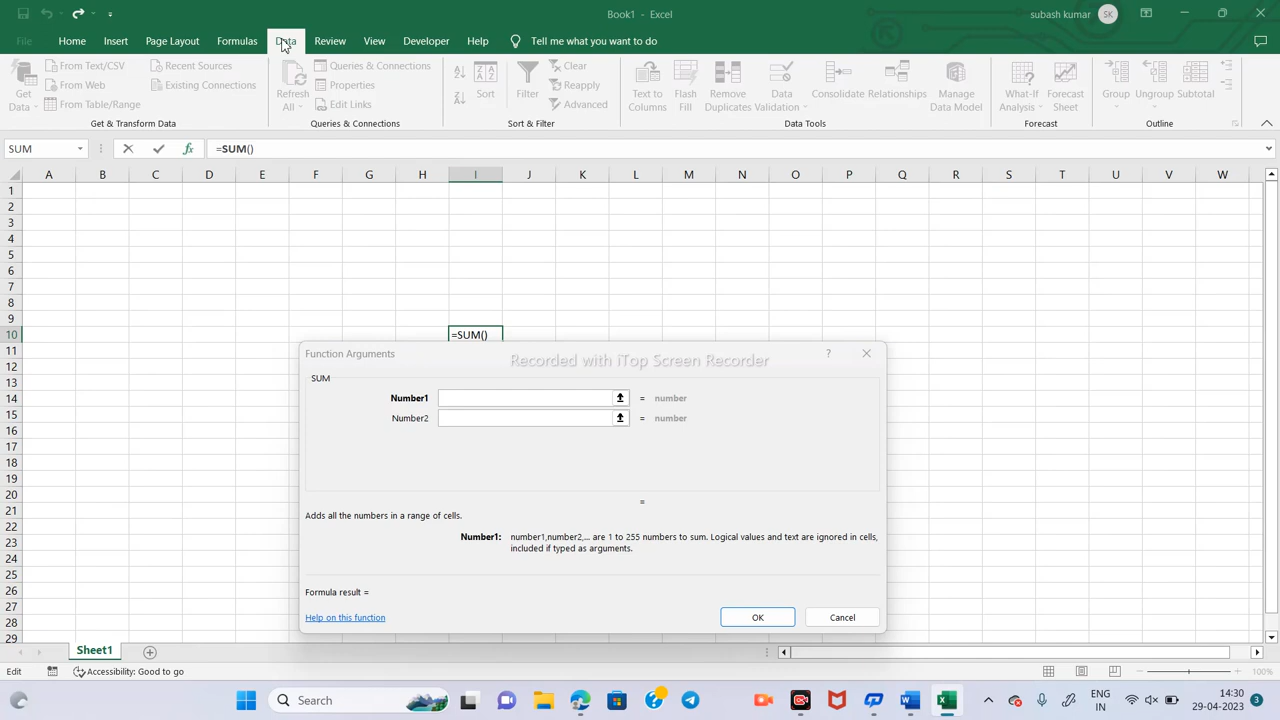 Book1 - Excel
subash kumar SK
File Home Insert Page Layout Formulas Data Review View Developer Help Tell me what you want to do
Get Data
From Text/CSV
From Web
From Table/Range
Recent Sources
Existing Connections
Get & Transform Data
Refresh All
Queries & Connections
Properties
Edit Links
Queries & Connections
Sort
Filter
Clear
Reapply
Advanced
Sort & Filter
Text to Columns
Flash Fill
Remove Duplicates
Data Validation
Consolidate
Relationships
Manage Data Model
Data Tools
What-If Analysis
Forecast Sheet
Forecast
Group
Ungroup
Subtotal
Outline
SUM fx =SUM()
A B C D E F G H I J K L M N O P Q R S T U V W
1
2
3
4
5
6
7
8
9
10 =SUM()
11
12
13
14
15
16
17
18
19
20
21
22
23
24
25
26
27
28
29
Function Arguments ?
Recorded with iTop Screen Recorder
SUM
Number1 = number
Number2 = number
=
Adds all the numbers in a range of cells.
Number1: number1,number2,... are 1 to 255 numbers to sum. Logical values and text are ignored in cells,
included if typed as arguments.
Formula result =
Help on this function
OK Cancel
Sheet1
Edit Accessibility: Good to go 100%
Search
ENG
IN
14:30
29-04-2023
3